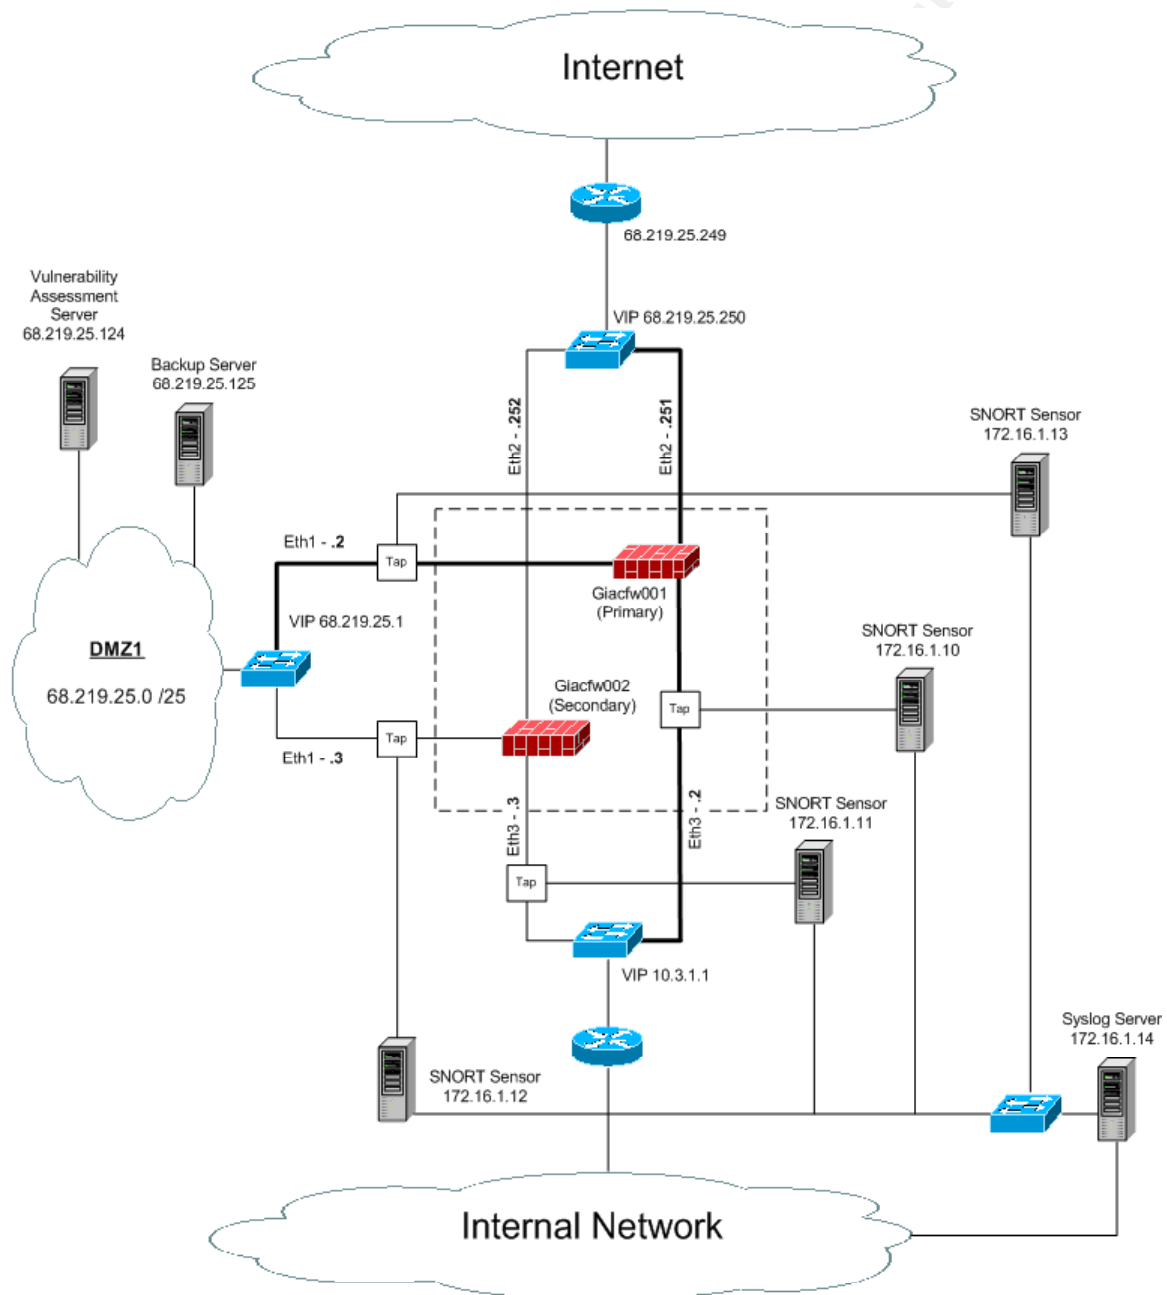 Internet
68.219.25.249
VIP 68.219.25.250
Vulnerability
Assessment
Server
68.219.25.124
Backup Server
68.219.25.125
Eth2 - .252
Eth2 - .251
SNORT Sensor
172.16.1.13
Eth1 - .2
Tap
Giacfw001
(Primary)
VIP 68.219.25.1
DMZ1
68.219.25.0 /25
SNORT Sensor
172.16.1.10
Giacfw002
(Secondary)
Tap
Tap
Eth1 - .3
Eth3 - .3
Eth3 - .2
SNORT Sensor
172.16.1.11
Tap
VIP 10.3.1.1
Syslog Server
172.16.1.14
SNORT Sensor
172.16.1.12
Internal Network